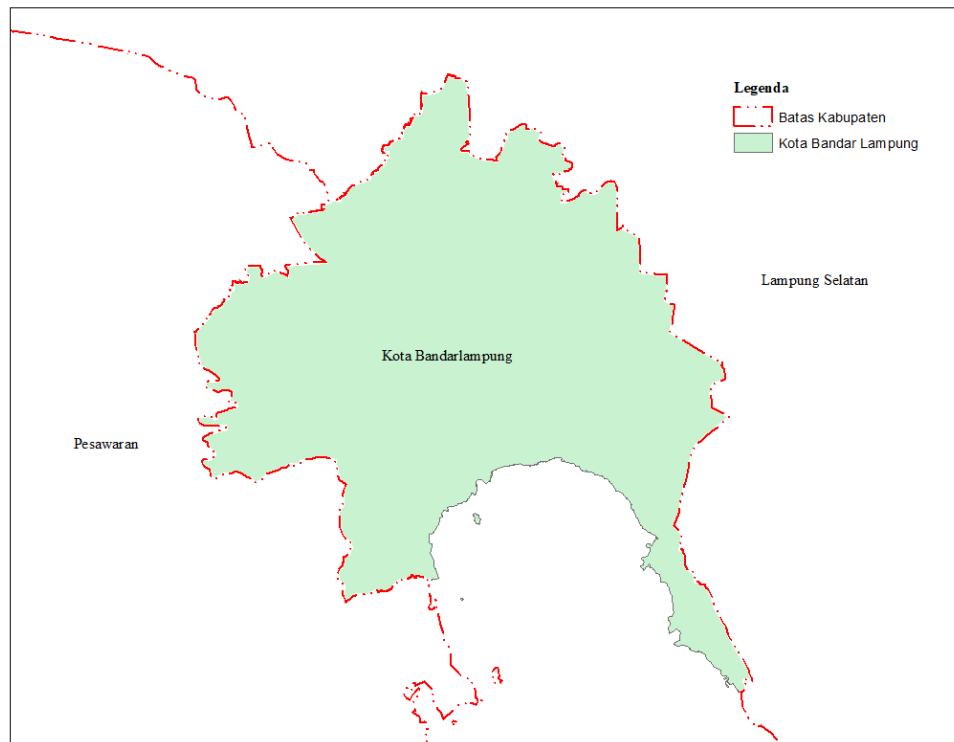 Legenda
Batas Kabupaten
Kota Bandar Lampung
Lampung Selatan
Kota Bandarlampung
Pesawaran